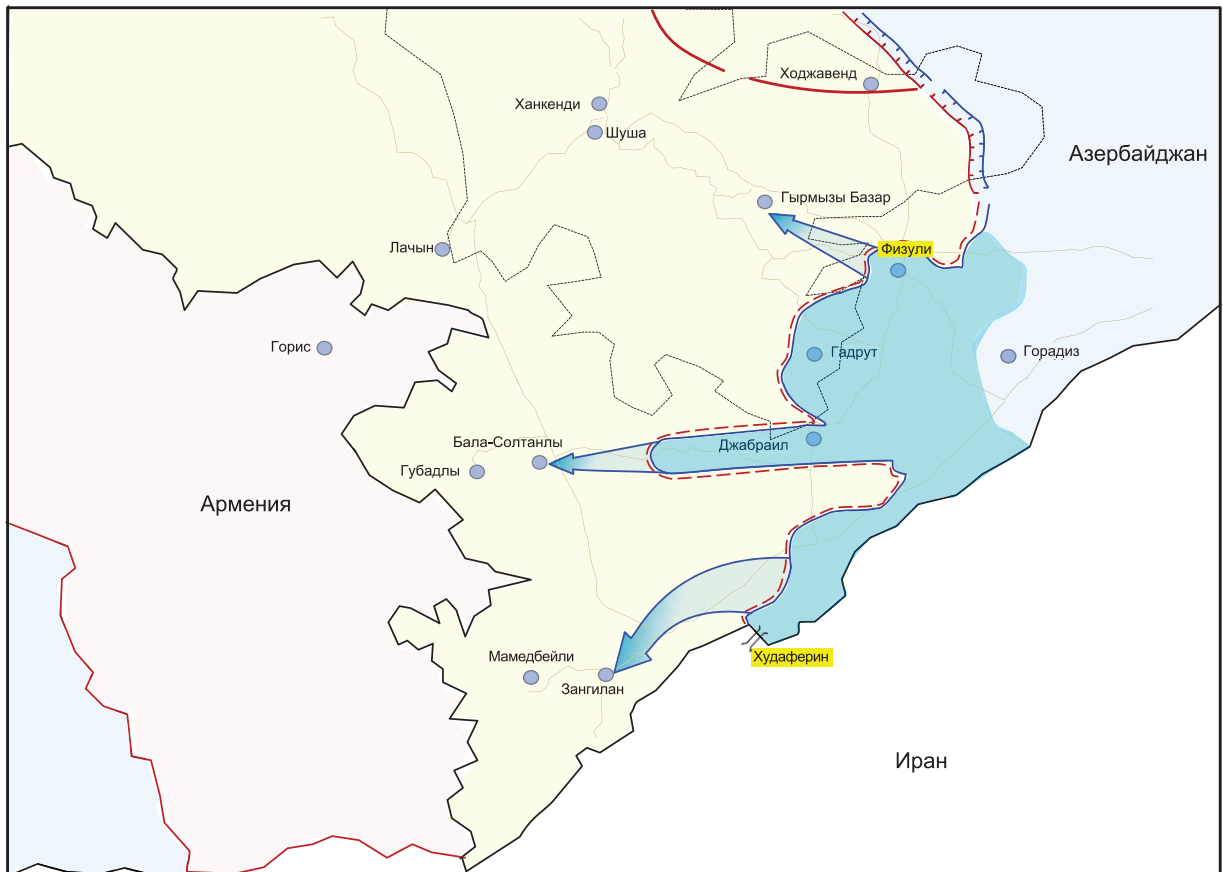 Ходжавенд
Ханкенди
Шуша
Азербайджан
Гырмызы Базар
Лачын
Физули
Горис
Гадрут
Горадиз
Бала-Солтанлы
Джабраил
Губадлы
Армения
Мамедбейли
Худаферин
Зангилан
Иран